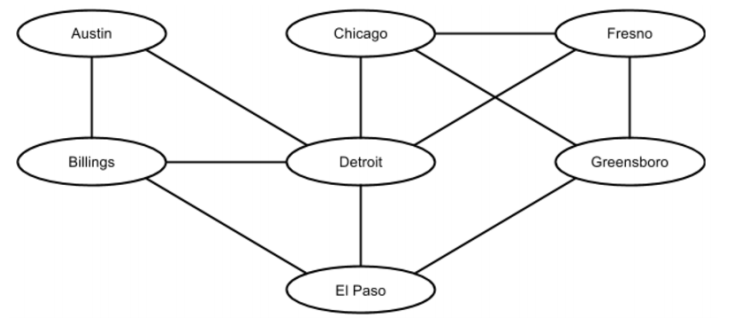 Austin
Chicago
Fresno
Billings
Detroit
Greensboro
El Paso